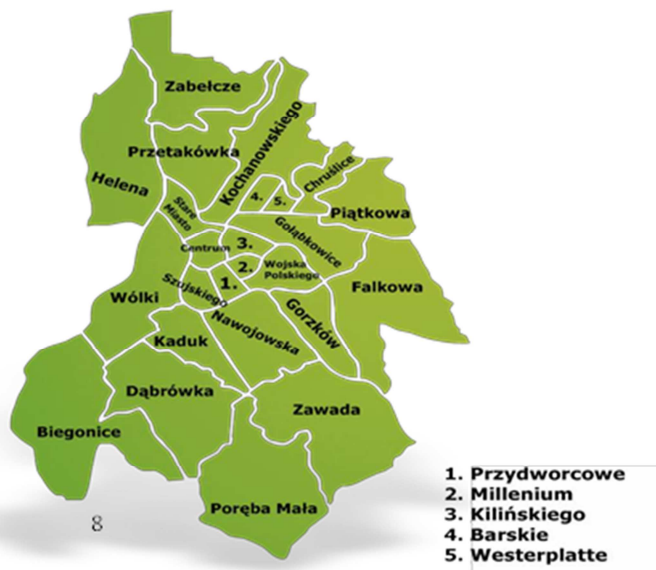 Zabełcze
Przetakówka
Kochanowskiego
Helena
Chruślice
4.
5.
Stare
Miasto
Piątkowa
Gołąbkowice
Centrum
3.
2.
Wojska
Polskiego
1.
Szujskiego
Falkowa
Wólki
Gorzków
Nawojowska
Kaduk
Dąbrówka
Zawada
Biegonice
Poręba Mała
8
1. Przydworcowe
2. Millenium
3. Kilińskiego
4. Barskie
5. Westerplatte